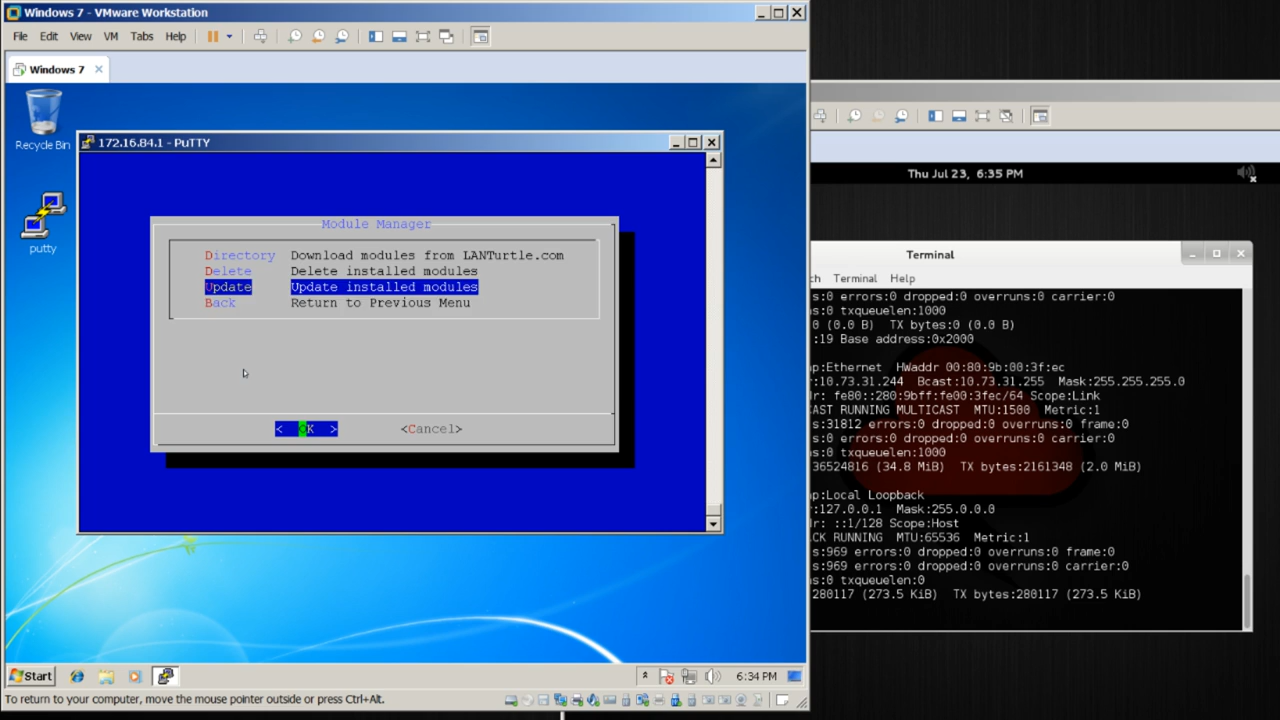 Windows 7 - VMware Workstation
File Edit View VM Tabs Help
Windows 7
Recycle Bin
putty
172.16.84.1 - PuTTY
Module Manager
Directory Download modules from LANTurtle.com
Delete Delete installed modules
Update Update installed modules
Back Return to Previous Menu
< OK >
<Cancel>
Start
6:34 PM
To return to your computer, move the mouse pointer outside or press Ctrl+Alt.
Thu Jul 23, 6:35 PM
Terminal
ch Terminal Help
s:0 errors:0 dropped:0 overruns:0 carrier:0
s:0 txqueuelen:1000
0 (0.0 B) TX bytes:0 (0.0 B)
:19 Base address:0x2000
p:Ethernet HWaddr 00:80:9b:00:3f:ec
r:10.73.31.244 Bcast:10.73.31.255 Mask:255.255.255.0
dr: fe80::280:9bff:fe00:3fec/64 Scope:Link
CAST RUNNING MULTICAST MTU:1500 Metric:1
s:31812 errors:0 dropped:0 overruns:0 frame:0
s:0 errors:0 dropped:0 overruns:0 carrier:0
s:0 txqueuelen:1000
36524816 (34.8 MiB) TX bytes:2161348 (2.0 MiB)
p:Local Loopback
r:127.0.0.1 Mask:255.0.0.0
dr: ::1/128 Scope:Host
CK RUNNING MTU:65536 Metric:1
s:969 errors:0 dropped:0 overruns:0 frame:0
s:969 errors:0 dropped:0 overruns:0 carrier:0
s:0 txqueuelen:0
280117 (273.5 KiB) TX bytes:280117 (273.5 KiB)